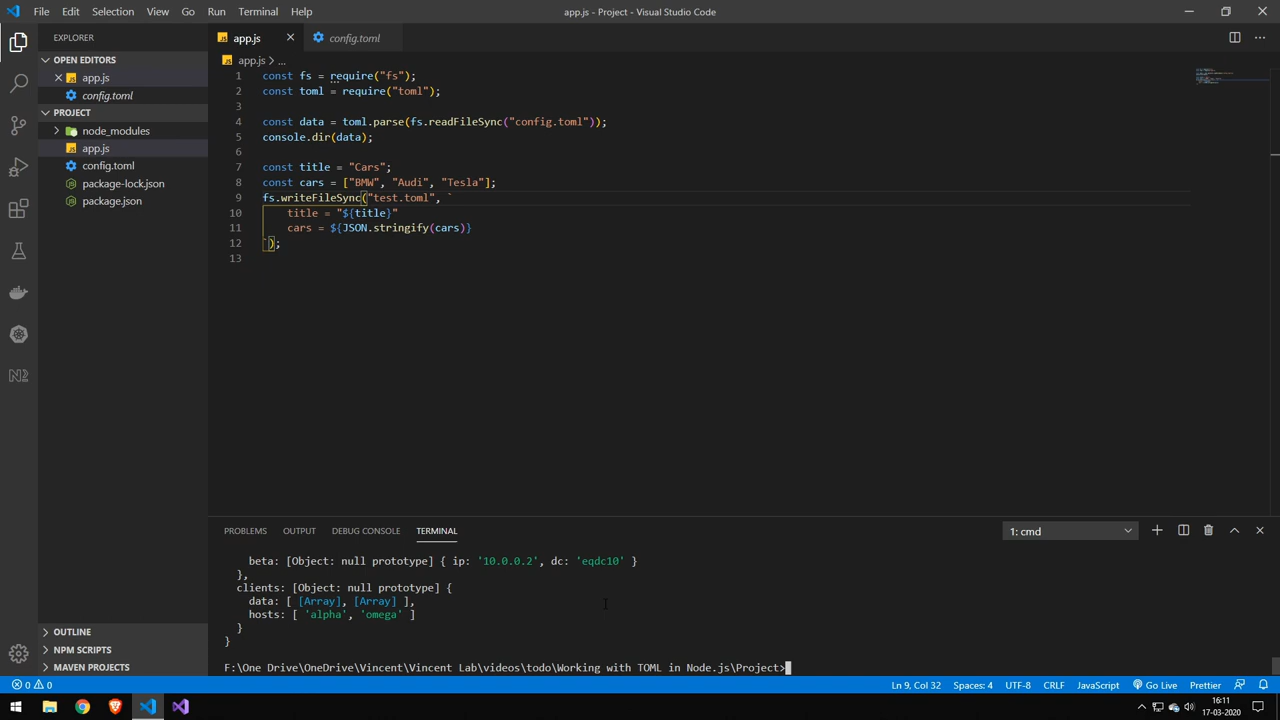 File Edit Selection View Go Run Terminal Help
app.js - Project - Visual Studio Code
EXPLORER
OPEN EDITORS
app.js
config.toml
PROJECT
node_modules
app.js
config.toml
package-lock.json
package.json
OUTLINE
NPM SCRIPTS
MAVEN PROJECTS
app.js
config.toml
app.js > ...
1 const fs = require("fs");
2 const toml = require("toml");
3
4 const data = toml.parse(fs.readFileSync("config.toml"));
5 console.dir(data);
6
7 const title = "Cars";
8 const cars = ["BMW", "Audi", "Tesla"];
9 fs.writeFileSync("test.toml", `
10 title = "${title}"
11 cars = ${JSON.stringify(cars)}
12 `);
13
PROBLEMS OUTPUT DEBUG CONSOLE TERMINAL
1: cmd
beta: [Object: null prototype] { ip: '10.0.0.2', dc: 'eqdc10' }
},
clients: [Object: null prototype] {
data: [ [Array], [Array] ],
hosts: [ 'alpha', 'omega' ]
}
}
F:\One Drive\OneDrive\Vincent\Vincent Lab\videos\todo\Working with TOML in Node.js\Project>
0 0
Ln 9, Col 32 Spaces: 4 UTF-8 CRLF JavaScript Go Live Prettier
16:11
17-03-2020